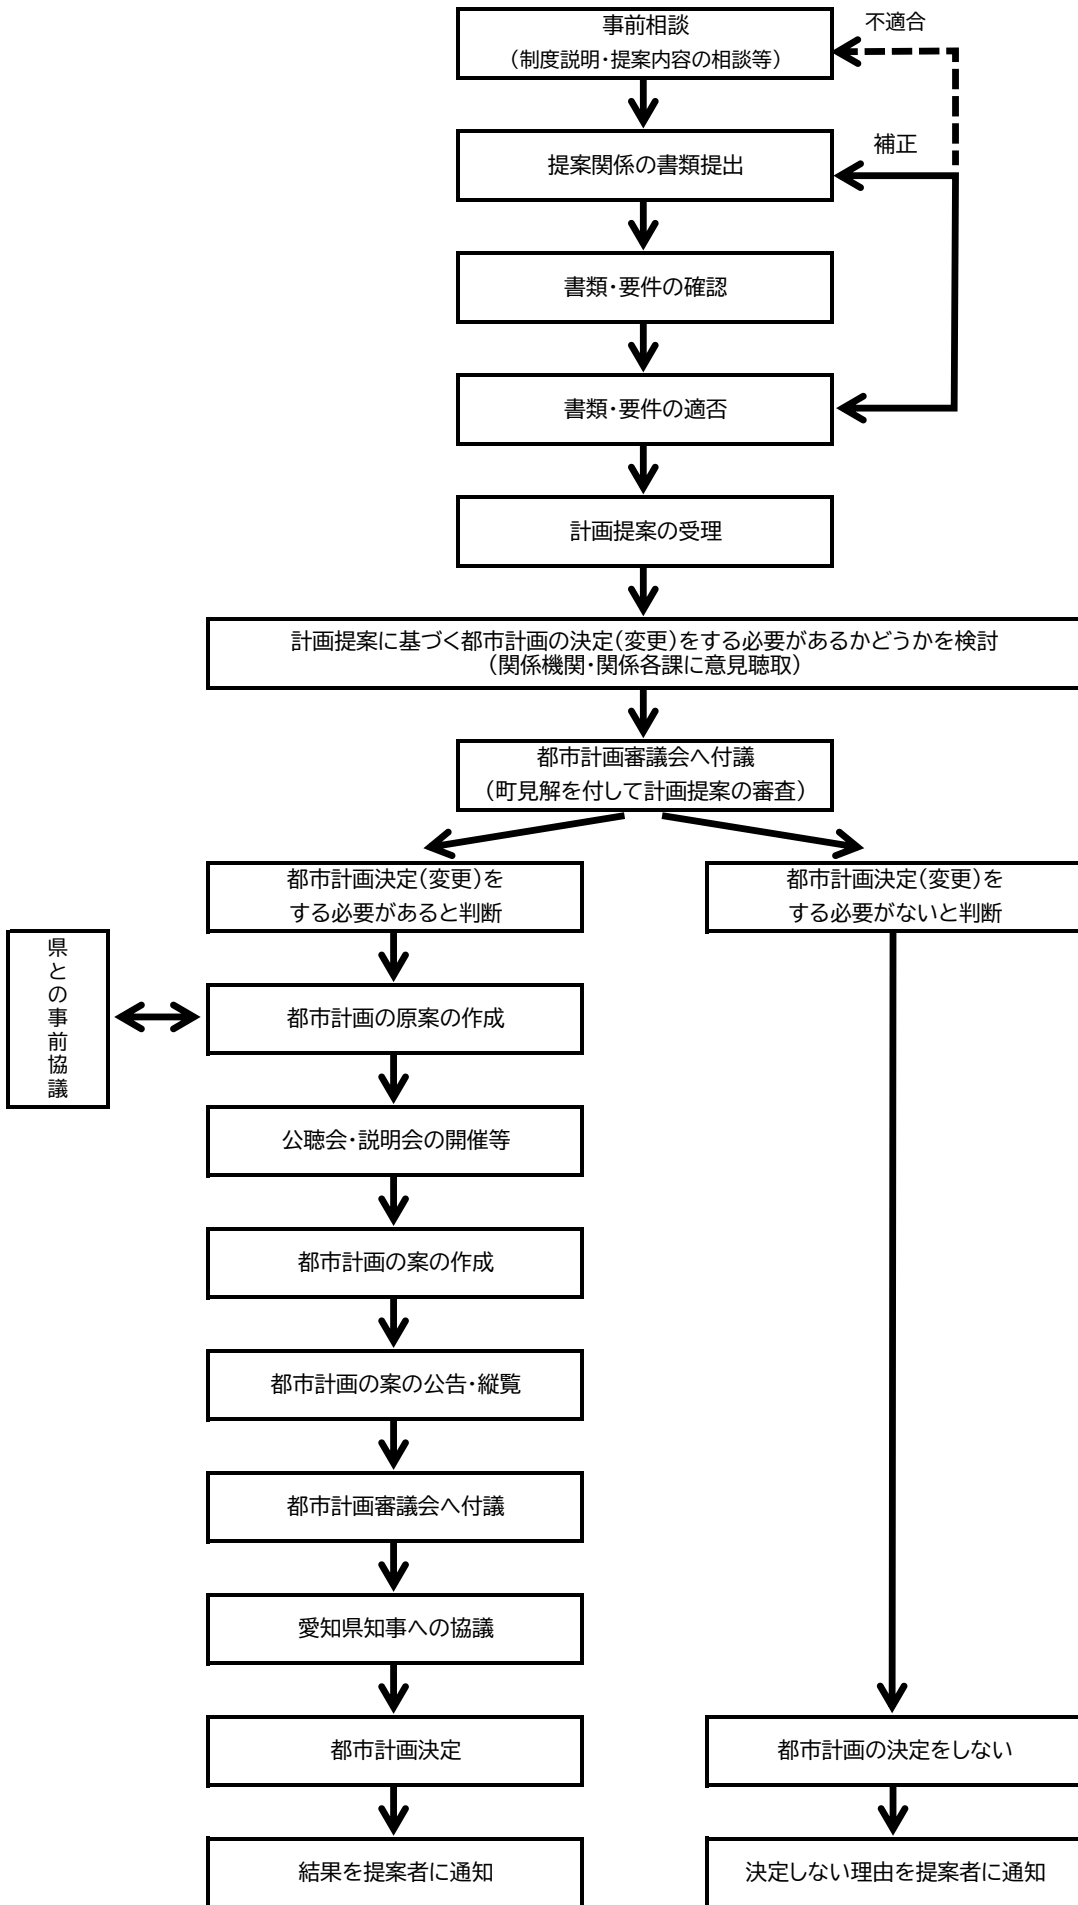 事前相談
（制度説明・提案内容の相談等）
不適合
補正
提案関係の書類提出
書類・要件の確認
書類・要件の適否
計画提案の受理
計画提案に基づく都市計画の決定（変更）をする必要があるかどうかを検討
（関係機関・関係各課に意見聴取）
都市計画審議会へ付議
（町見解を付して計画提案の審査）
都市計画決定（変更）を
する必要があると判断
都市計画決定（変更）を
する必要がないと判断
県との事前協議
都市計画の原案の作成
公聴会・説明会の開催等
都市計画の案の作成
都市計画の案の公告・縦覧
都市計画審議会へ付議
愛知県知事への協議
都市計画決定
都市計画の決定をしない
結果を提案者に通知
決定しない理由を提案者に通知